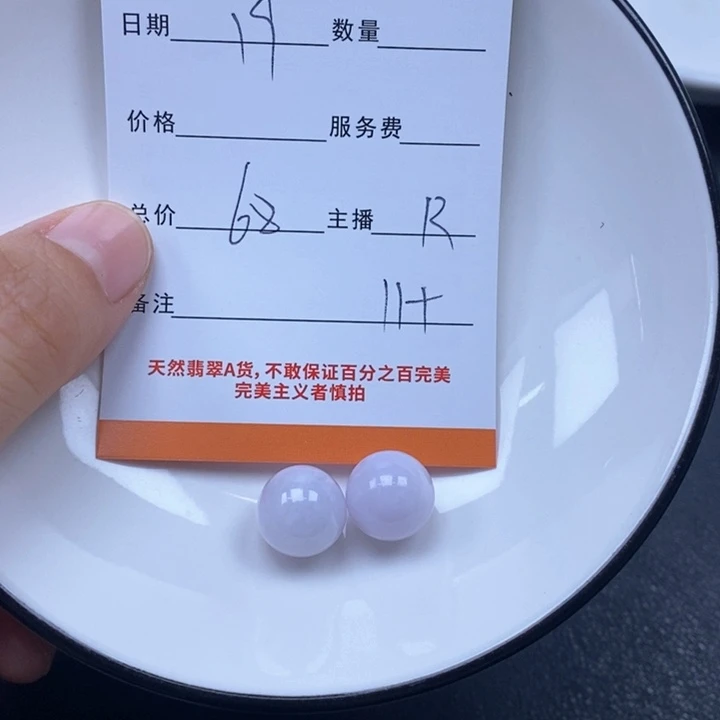 日期 19 数量
价格 服务费
总价 68 主播 R
备注 11+
天然翡翠A货,不敢保证百分之百完美
完美主义者慎拍